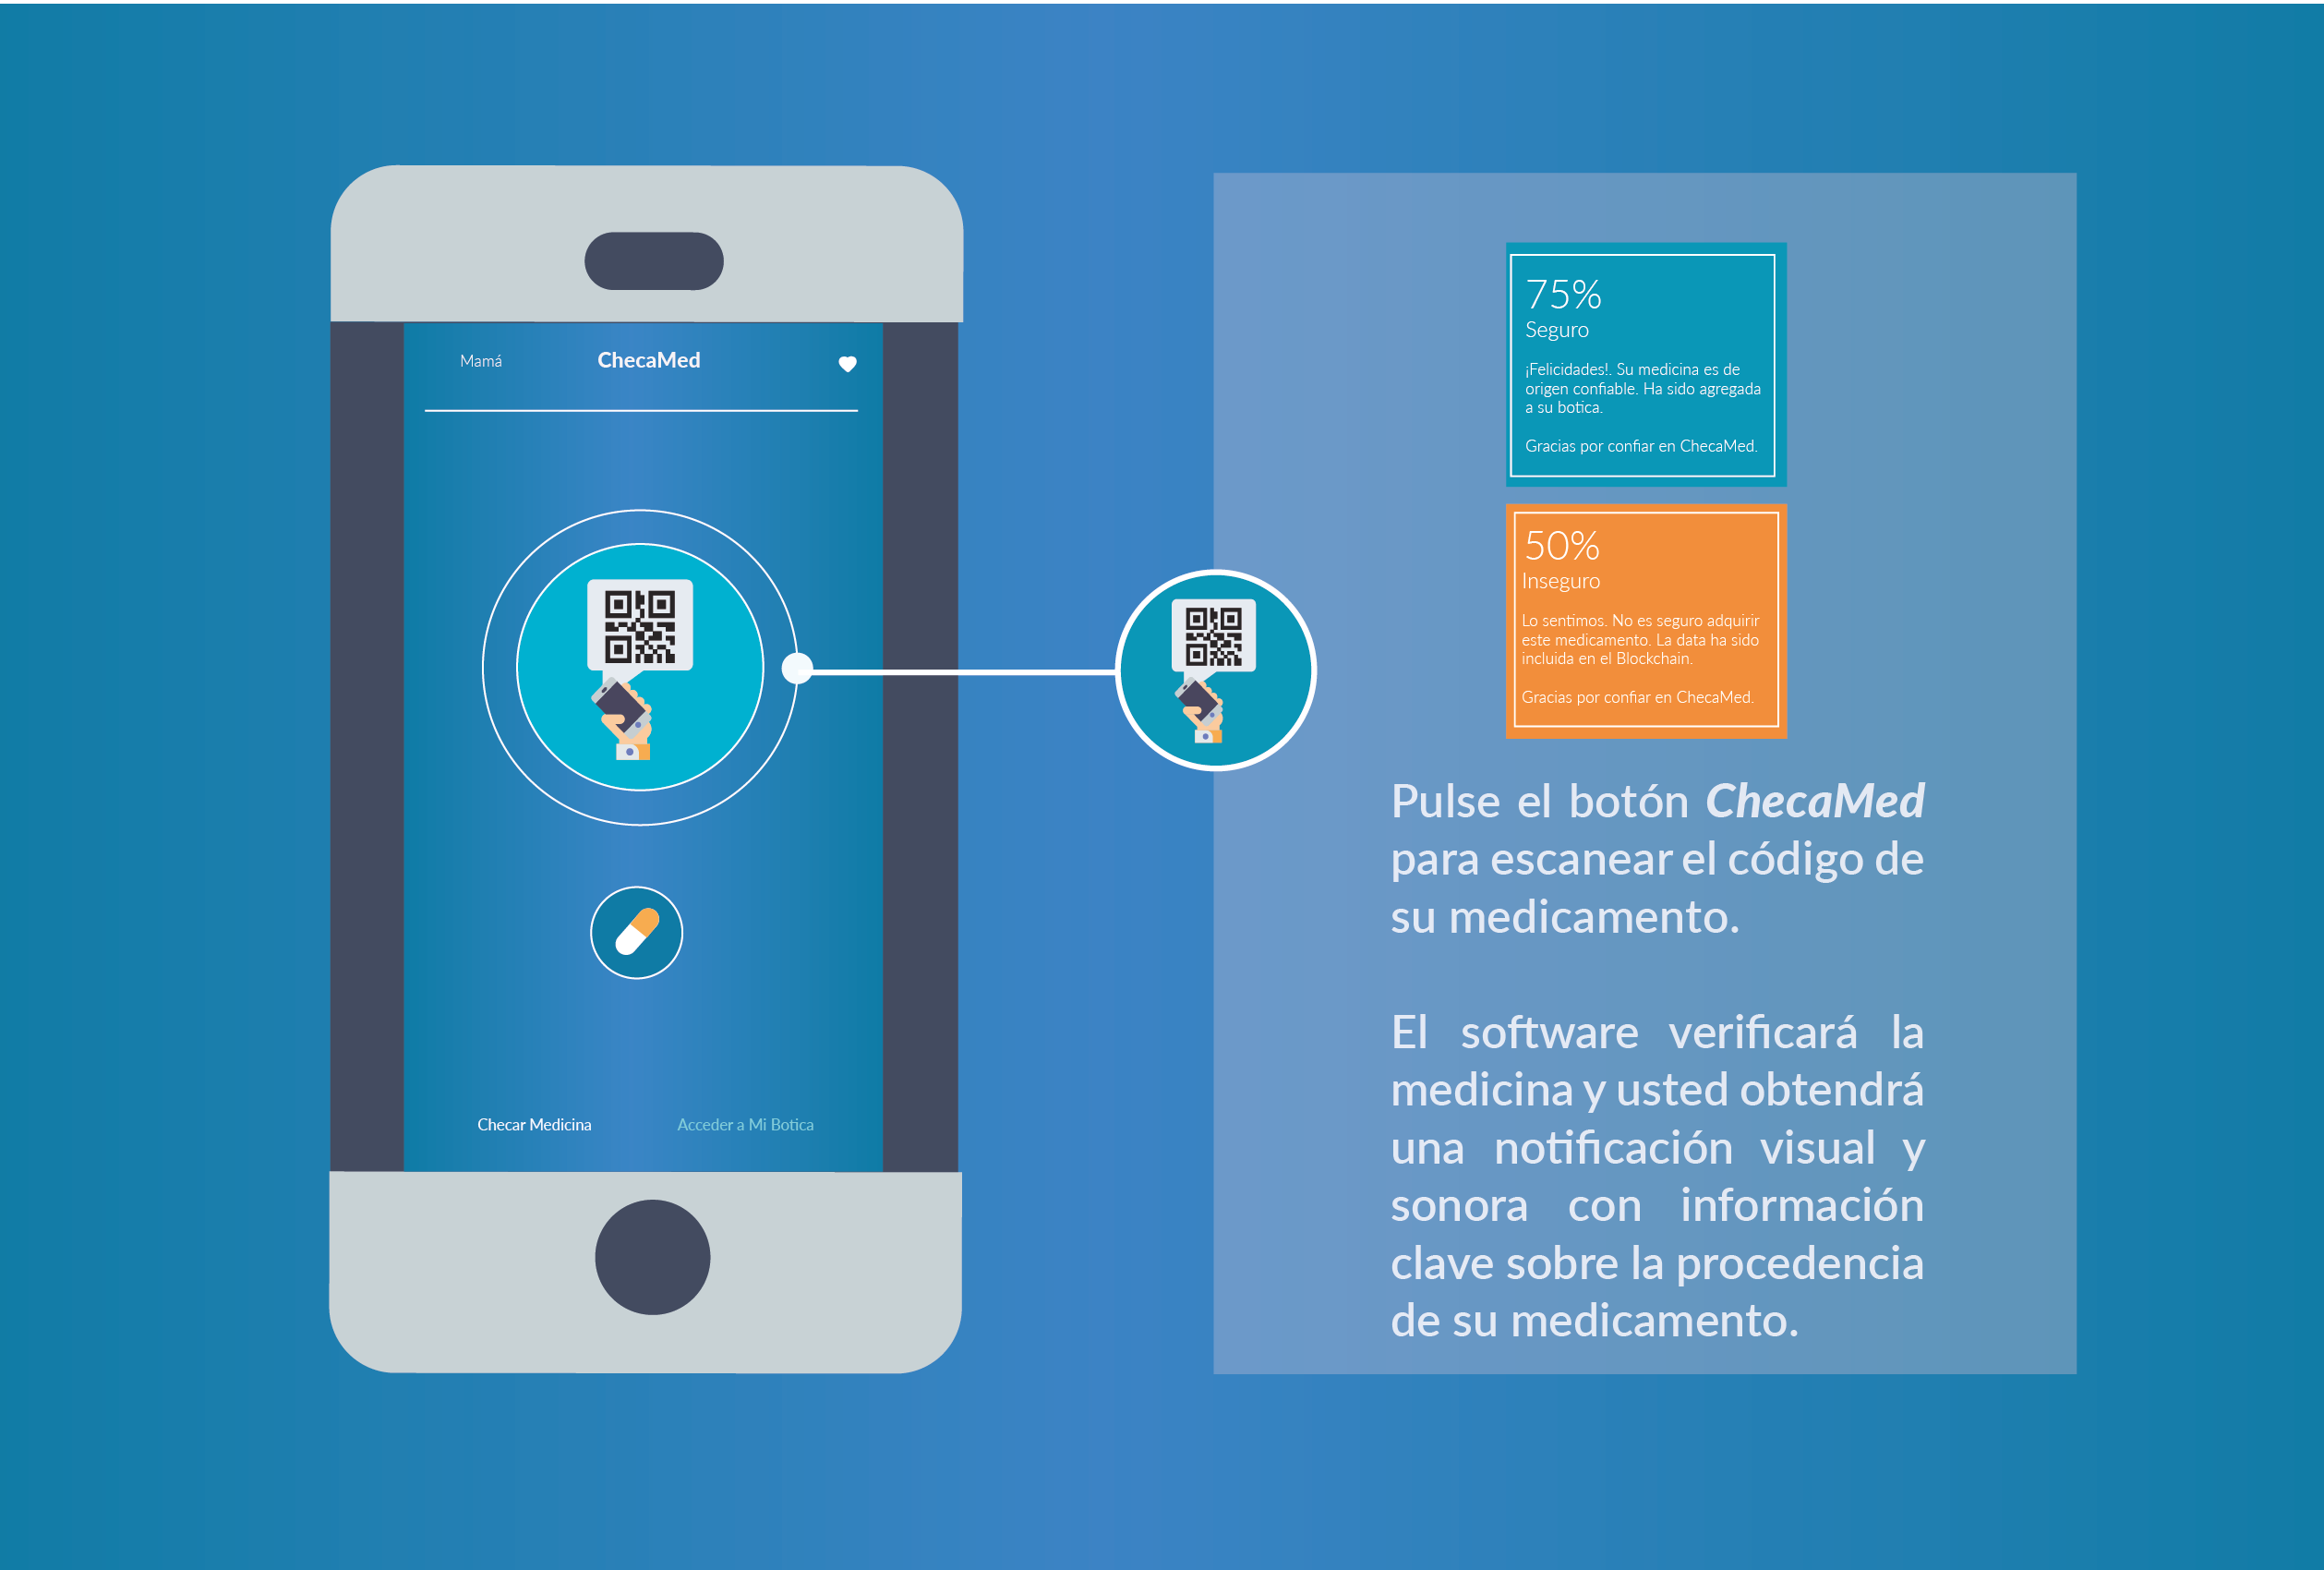 Mamá
ChecaMed
Checar Medicina
Acceder a Mi Botica
75%
Seguro
¡Felicidades!. Su medicina es de
origen confiable. Ha sido agregada
a su botica.
Gracias por confiar en ChecaMed.
50%
Inseguro
Lo sentimos. No es seguro adquirir
este medicamento. La data ha sido
incluida en el Blockchain.
Gracias por confiar en ChecaMed.
Pulse el botón ChecaMed
para escanear el código de
su medicamento.
El software verificará la
medicina y usted obtendrá
una notificación visual y
sonora con información
clave sobre la procedencia
de su medicamento.